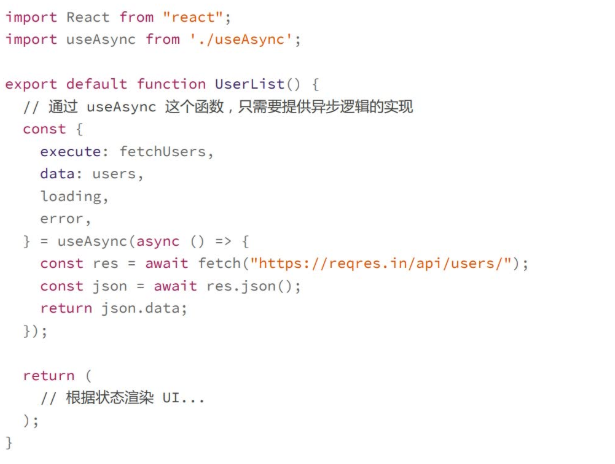 import React from "react";
import useAsync from './useAsync';

export default function UserList() {
  // 通过 useAsync 这个函数，只需要提供异步逻辑的实现
  const {
    execute: fetchUsers,
    data: users,
    loading,
    error,
  } = useAsync(async () => {
    const res = await fetch("https://reqres.in/api/users/");
    const json = await res.json();
    return json.data;
  });

  return (
    // 根据状态渲染 UI...
  );
}